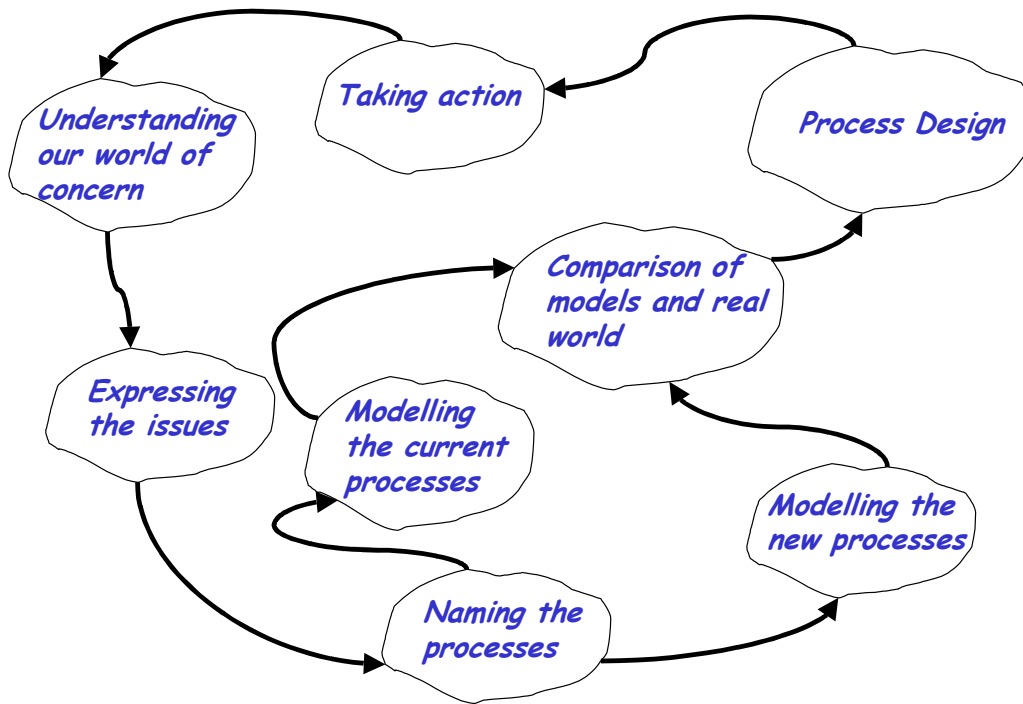 Taking action
Process Design
Understanding
our world of
concern
Comparison of
models and real
world
Expressing
the issues
Modelling
the current
processes
Modelling the
new processes
Naming the
processes